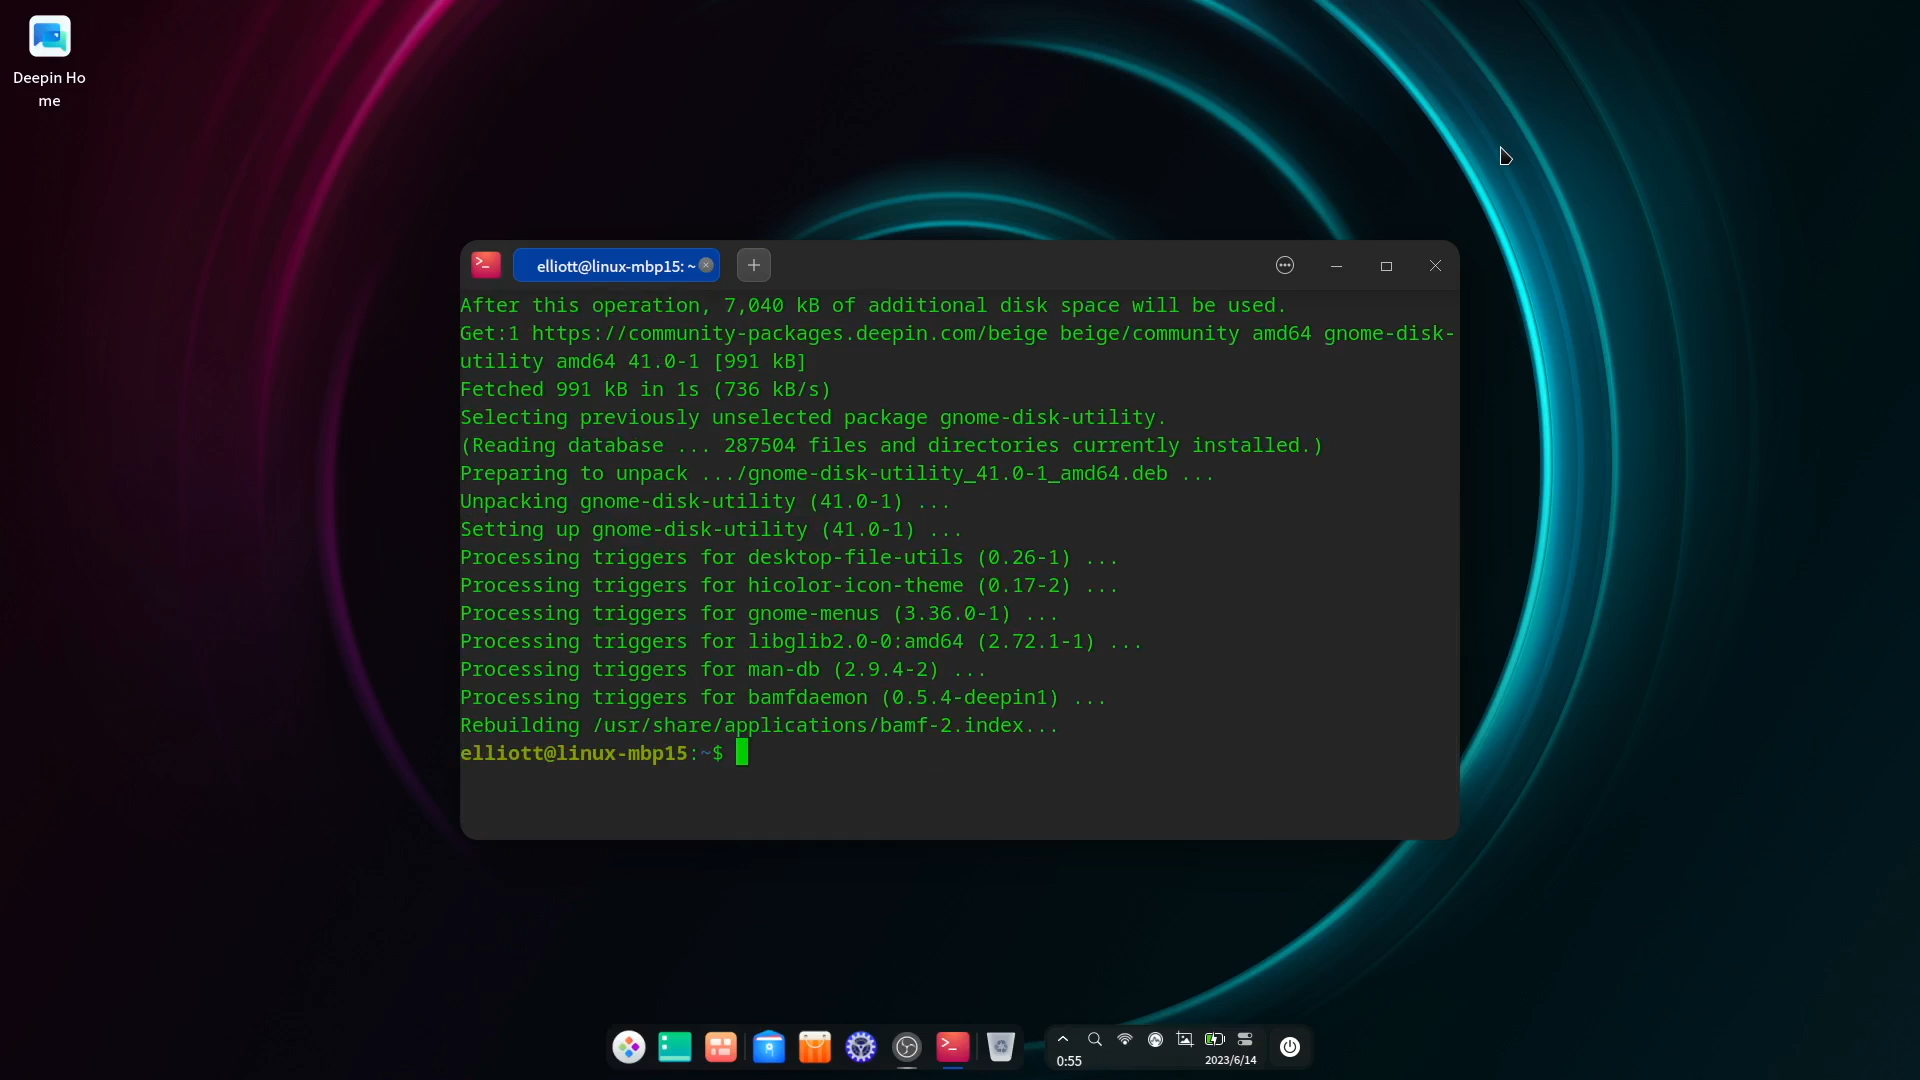 Deepin Ho
me
elliott@linux-mbp15: ~
After this operation, 7,040 kB of additional disk space will be used.
Get:1 https://community-packages.deepin.com/beige beige/community amd64 gnome-disk-
utility amd64 41.0-1 [991 kB]
Fetched 991 kB in 1s (736 kB/s)
Selecting previously unselected package gnome-disk-utility.
(Reading database ... 287504 files and directories currently installed.)
Preparing to unpack .../gnome-disk-utility_41.0-1_amd64.deb ...
Unpacking gnome-disk-utility (41.0-1) ...
Setting up gnome-disk-utility (41.0-1) ...
Processing triggers for desktop-file-utils (0.26-1) ...
Processing triggers for hicolor-icon-theme (0.17-2) ...
Processing triggers for gnome-menus (3.36.0-1) ...
Processing triggers for libglib2.0-0:amd64 (2.72.1-1) ...
Processing triggers for man-db (2.9.4-2) ...
Processing triggers for bamfdaemon (0.5.4-deepin1) ...
Rebuilding /usr/share/applications/bamf-2.index...
elliott@linux-mbp15:~$
0:55
2023/6/14